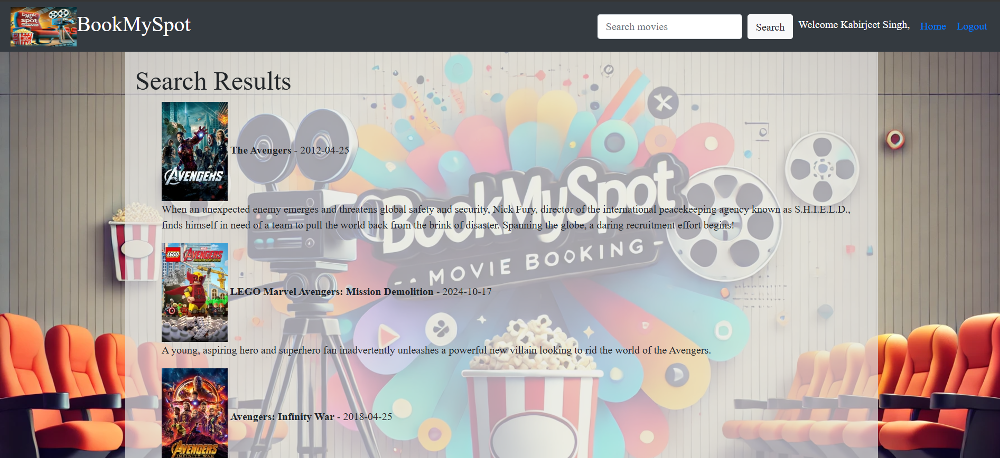 book
my
spot
BookMySpot
Search movies
Search
Welcome Kabirjeet Singh,
Home
Logout
Search Results
AVENGERS
The Avengers - 2012-04-25
When an unexpected enemy emerges and threatens global safety and security, Nick Fury, director of the international peacekeeping agency known as S.H.I.E.L.D.,
finds himself in need of a team to pull the world back from the brink of disaster. Spanning the globe, a daring recruitment effort begins!
BookMySpot
-- MOVIE BOOKING -
LEGO
MARVEL
AVENGERS
LEGO Marvel Avengers: Mission Demolition - 2024-10-17
A young, aspiring hero and superhero fan inadvertently unleashes a powerful new villain looking to rid the world of the Avengers.
AVENGERS
INFINITY WAR
Avengers: Infinity War - 2018-04-25